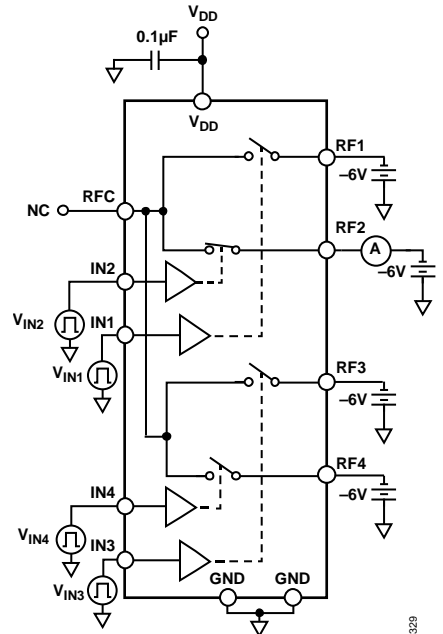 VDD
0.1µF
VDD
RF1
–6V
RFC
NC
RF2
A
–6V
IN2
VIN2
IN1
VIN1
RF3
–6V
RF4
–6V
IN4
VIN4
IN3
VIN3
GND GND
329